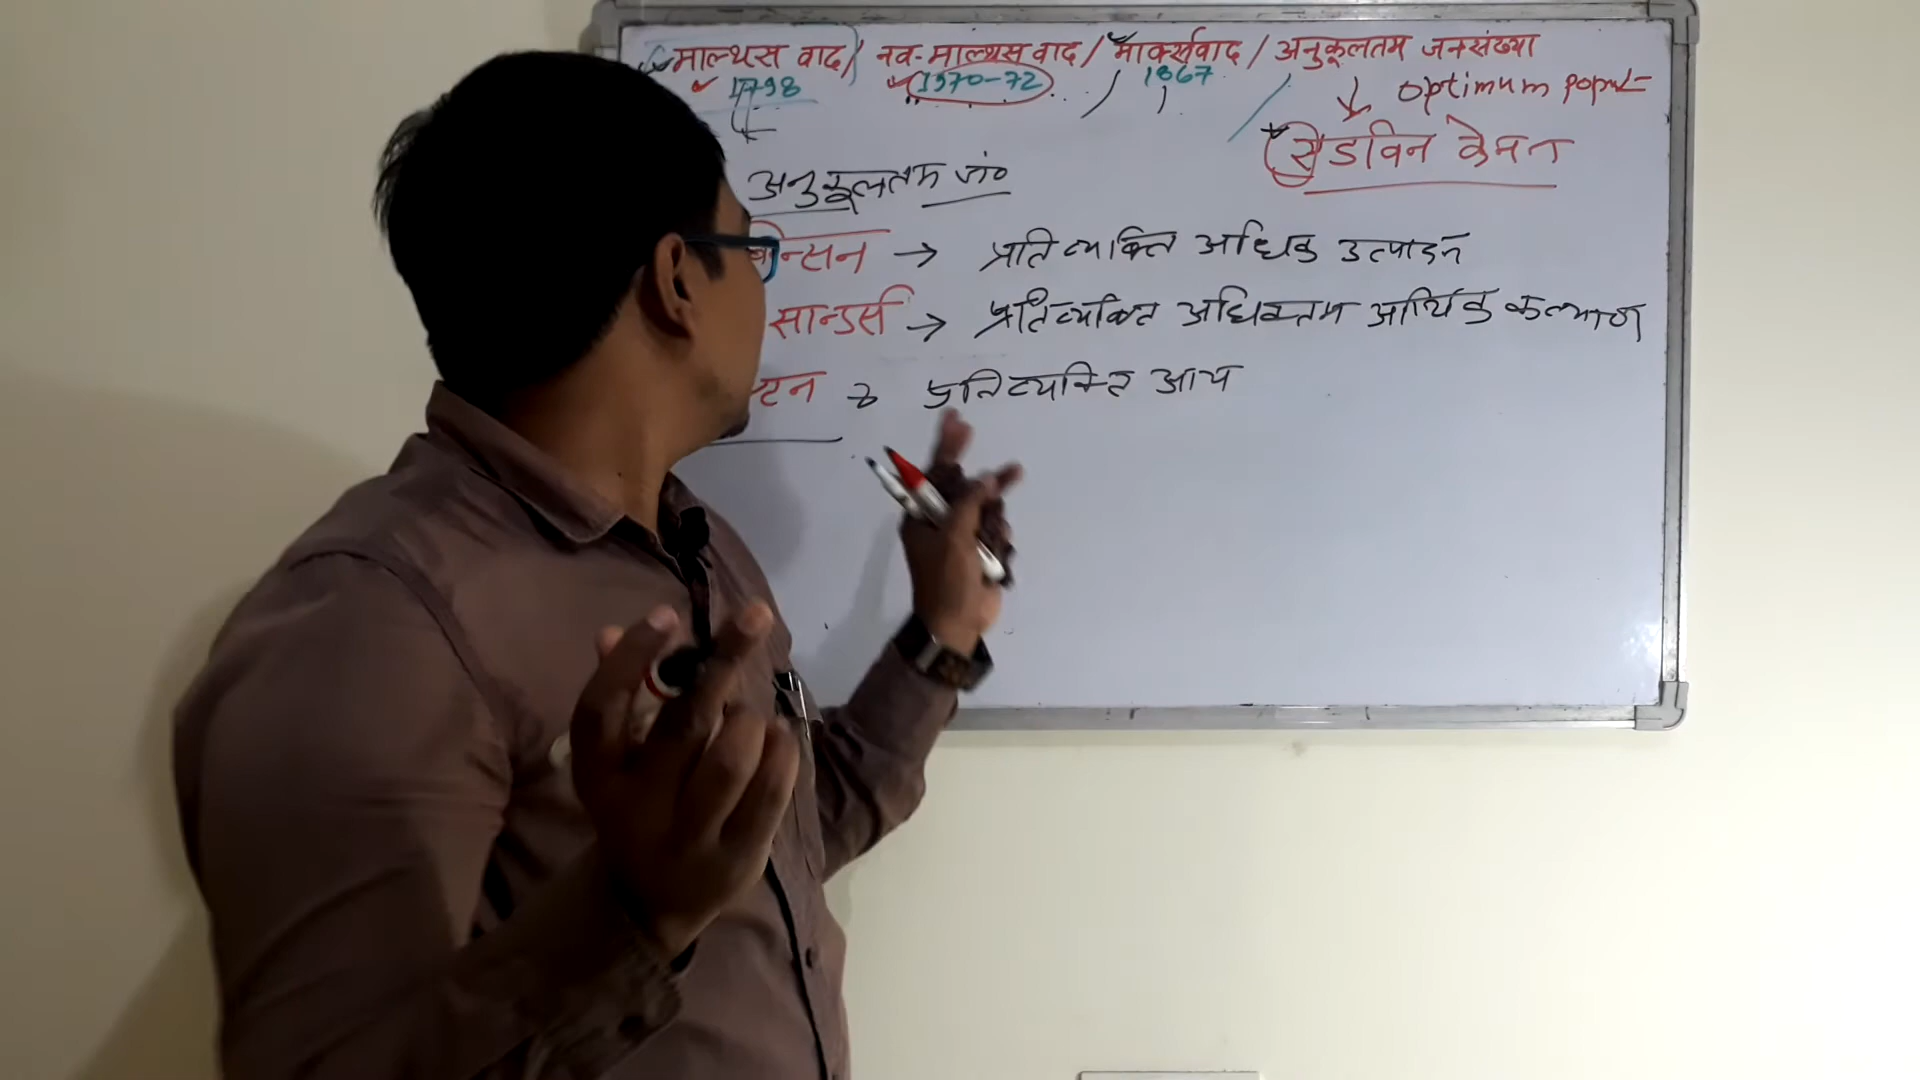 माल्थस वाद / नव-माल्थस वाद / मार्क्सवाद / अनुकूलतम जनसंख्या
1798 1970-72 1867 optimum popul-
डविन केनन
अनुकूलतम जं०
न्सन → प्रति व्यक्ति अधिक उत्पादन
सान्डर्स → प्रतिव्यक्ति अधिकतम आर्थिक कल्याण
टन → प्रतिव्यक्ति आय